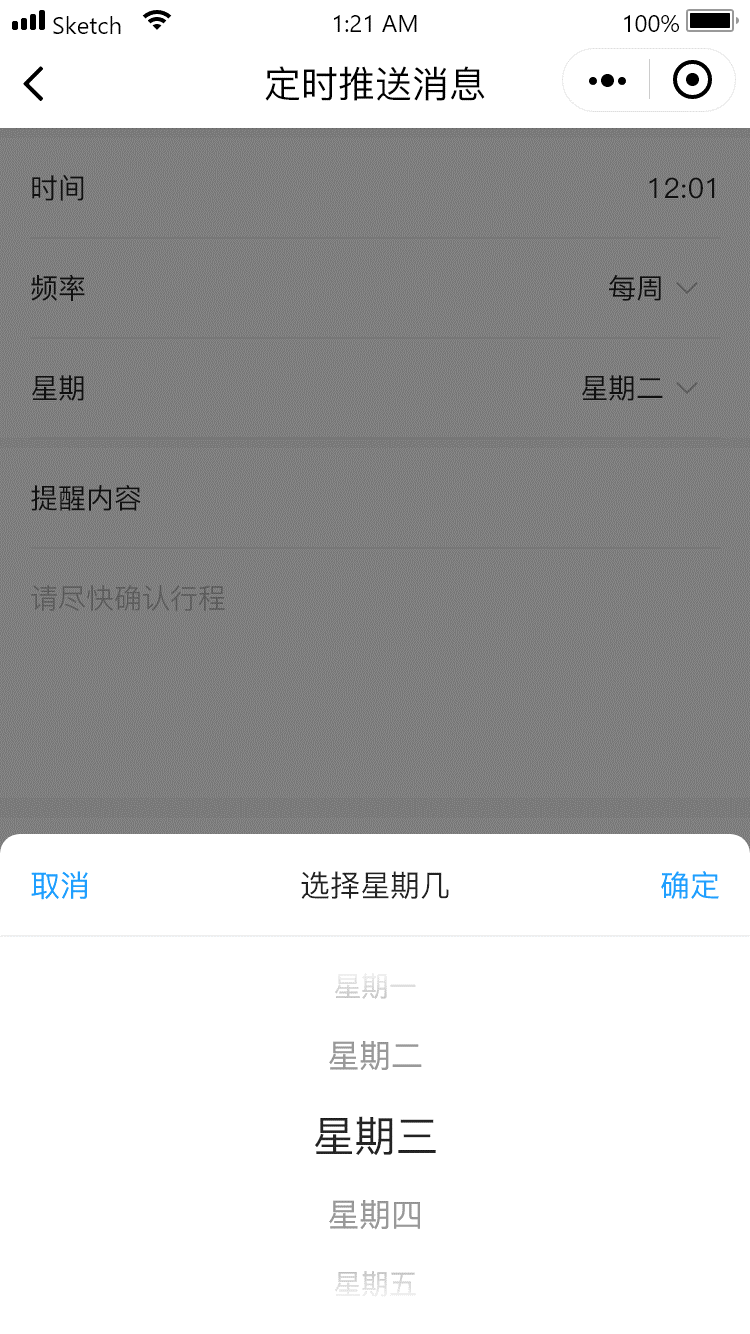 Sketch 1:21 AM 100%
定时推送消息
时间 12:01
频率 每周
星期 星期二
提醒内容
请尽快确认行程
取消 选择星期几 确定
星期一
星期二
星期三
星期四
星期五